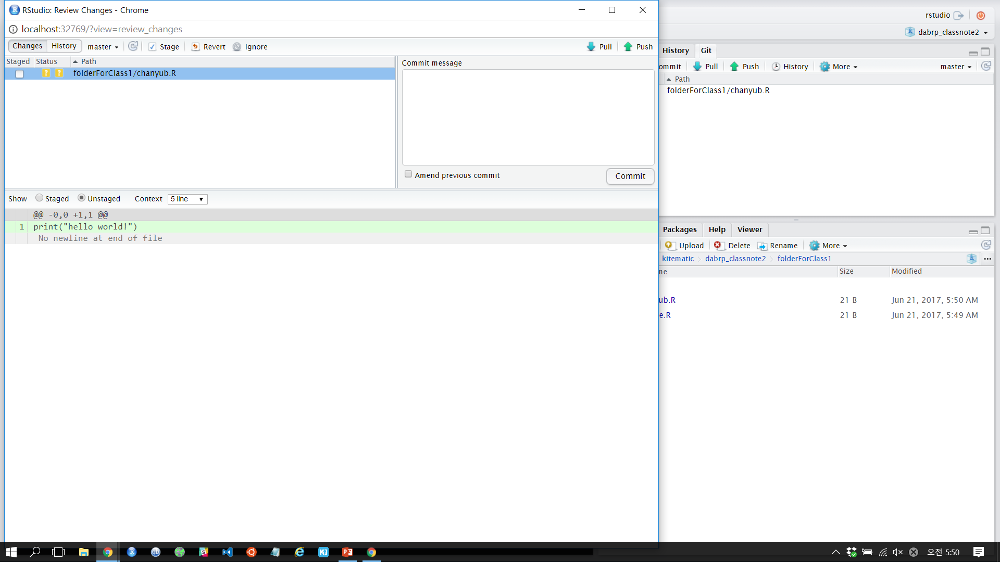 RStudio: Review Changes - Chrome
localhost:32769/?view=review_changes
Changes History master Stage Revert Ignore Pull Push
Staged Status Path
folderForClass1/chanyub.R
Commit message
Amend previous commit Commit
Show Staged Unstaged Context 5 line
@@ -0,0 +1,1 @@
1 print("hello world!")
No newline at end of file
rstudio
dabrp_classnote2
History Git
ommit Pull Push History More master
Path
folderForClass1/chanyub.R
Packages Help Viewer
Upload Delete Rename More
kitematic dabrp_classnote2 folderForClass1
me Size Modified
ub.R 21 B Jun 21, 2017, 5:50 AM
e.R 21 B Jun 21, 2017, 5:49 AM
오전 5:50